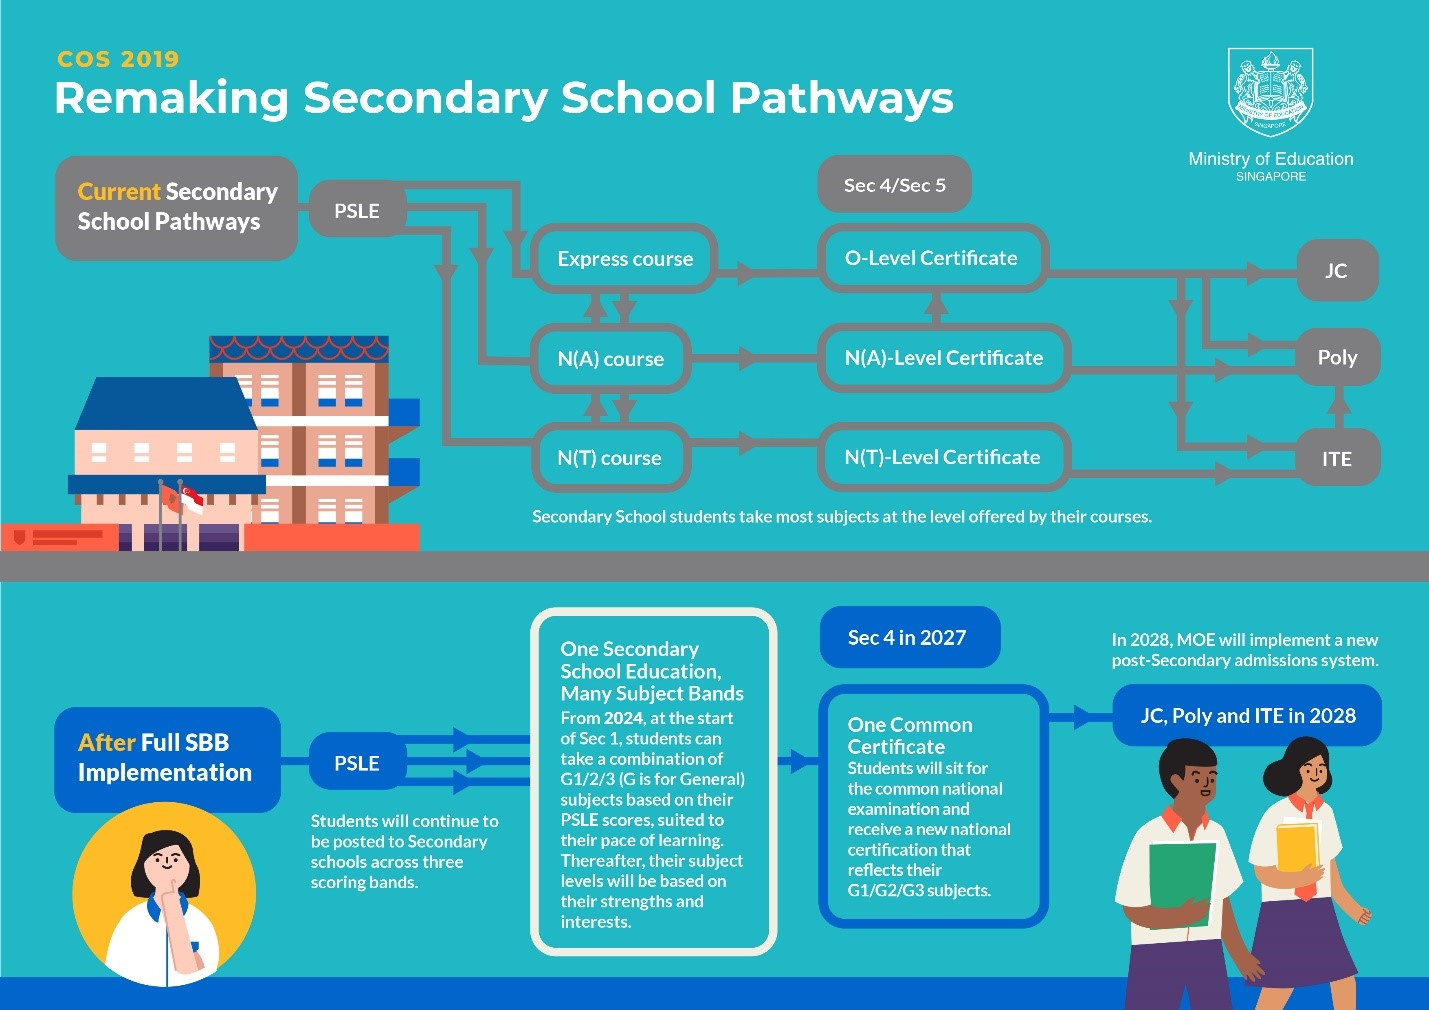 COS 2019
Remaking Secondary School Pathways
MINISTRY OF EDUCATION
SINGAPORE
Ministry of Education
SINGAPORE
Current Secondary
School Pathways
PSLE
Sec 4/Sec 5
Express course
O-Level Certificate
JC
N(A) course
N(A)-Level Certificate
Poly
N(T) course
N(T)-Level Certificate
ITE
Secondary School students take most subjects at the level offered by their courses.
After Full SBB
Implementation
PSLE
Students will continue to
be posted to Secondary
schools across three
scoring bands.
One Secondary
School Education,
Many Subject Bands
From 2024, at the start
of Sec 1, students can
take a combination of
G1/2/3 (G is for General)
subjects based on their
PSLE scores, suited to
their pace of learning.
Thereafter, their subject
levels will be based on
their strengths and
interests.
Sec 4 in 2027
One Common
Certificate
Students will sit for
the common national
examination and
receive a new national
certification that
reflects their
G1/G2/G3 subjects.
In 2028, MOE will implement a new
post-Secondary admissions system.
JC, Poly and ITE in 2028